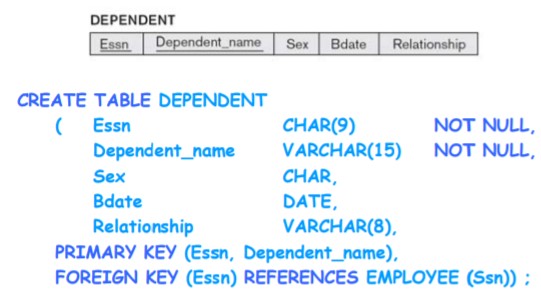 DEPENDENT
Essn Dependent_name Sex Bdate Relationship
CREATE TABLE DEPENDENT
( Essn CHAR(9) NOT NULL,
Dependent_name VARCHAR(15) NOT NULL,
Sex CHAR,
Bdate DATE,
Relationship VARCHAR(8),
PRIMARY KEY (Essn, Dependent_name),
FOREIGN KEY (Essn) REFERENCES EMPLOYEE (Ssn)) ;